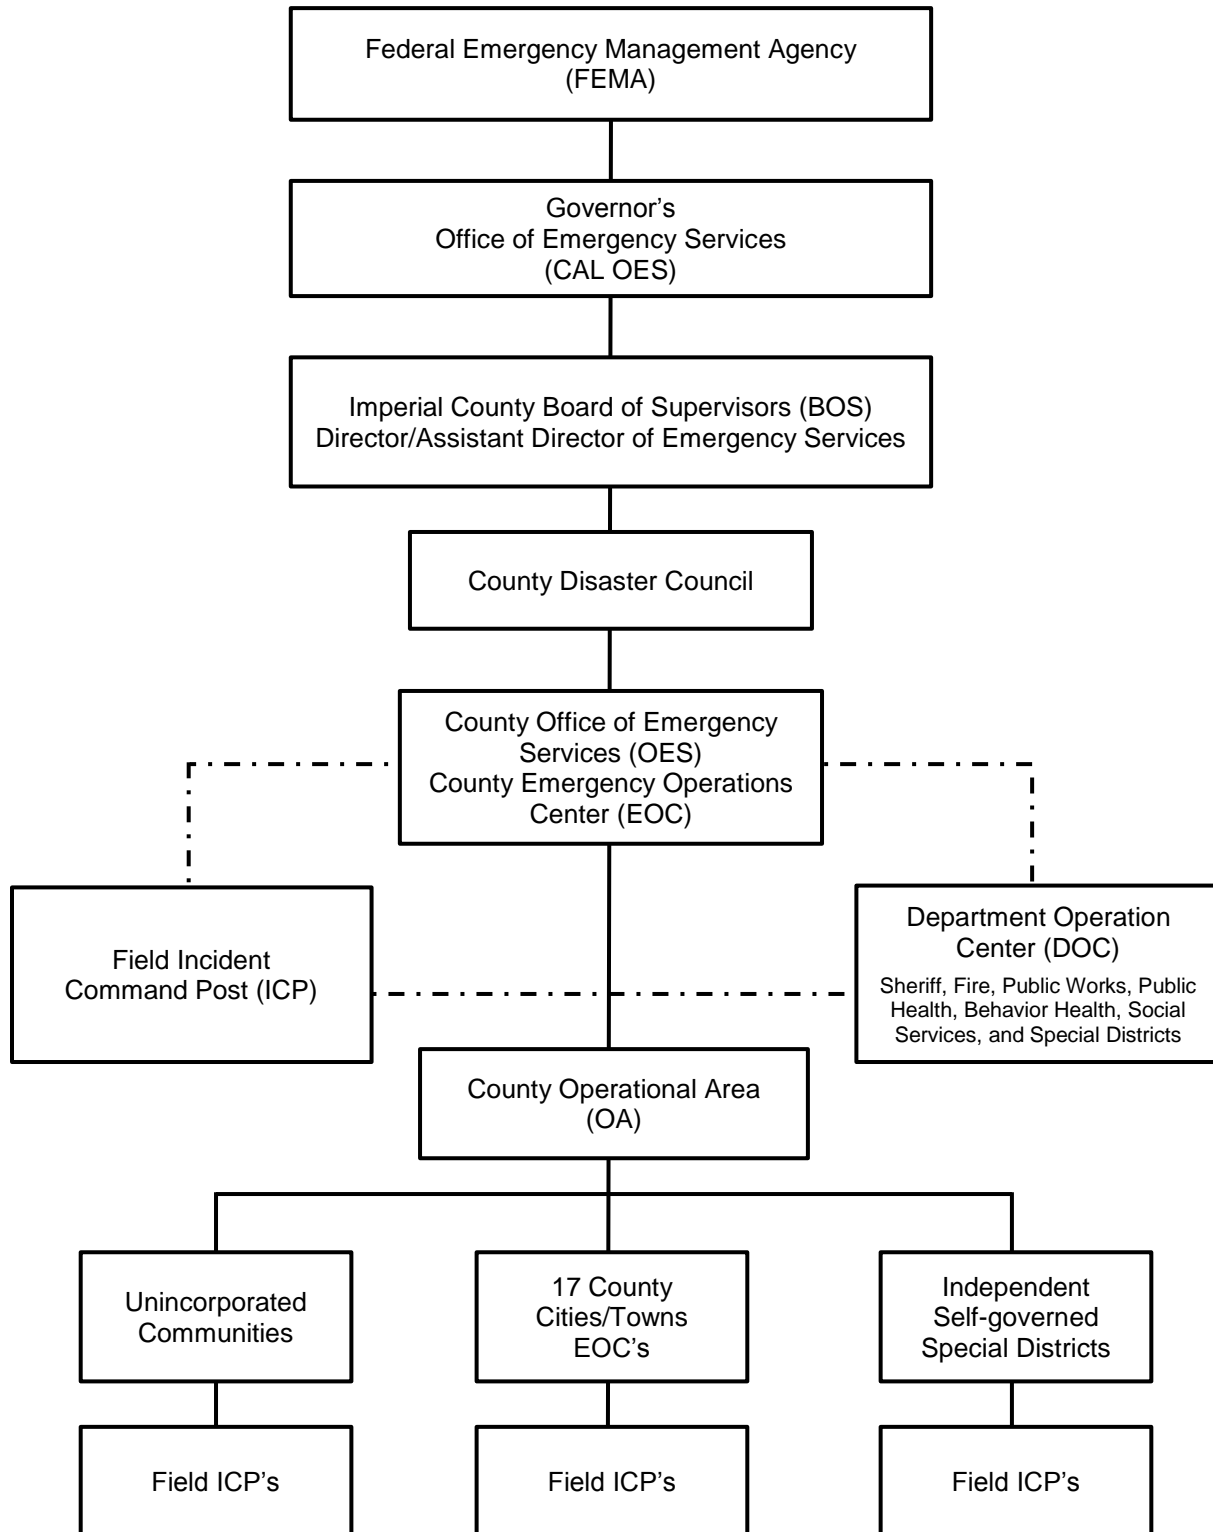 Federal Emergency Management Agency
(FEMA)
Governor’s
Office of Emergency Services
(CAL OES)
Imperial County Board of Supervisors (BOS)
Director/Assistant Director of Emergency Services
County Disaster Council
County Office of Emergency
Services (OES)
County Emergency Operations
Center (EOC)
Field Incident
Command Post (ICP)
Department Operation
Center (DOC)
Sheriff, Fire, Public Works, Public
Health, Behavior Health, Social
Services, and Special Districts
County Operational Area
(OA)
Unincorporated
Communities
17 County
Cities/Towns
EOC’s
Independent
Self-governed
Special Districts
Field ICP’s
Field ICP’s
Field ICP’s